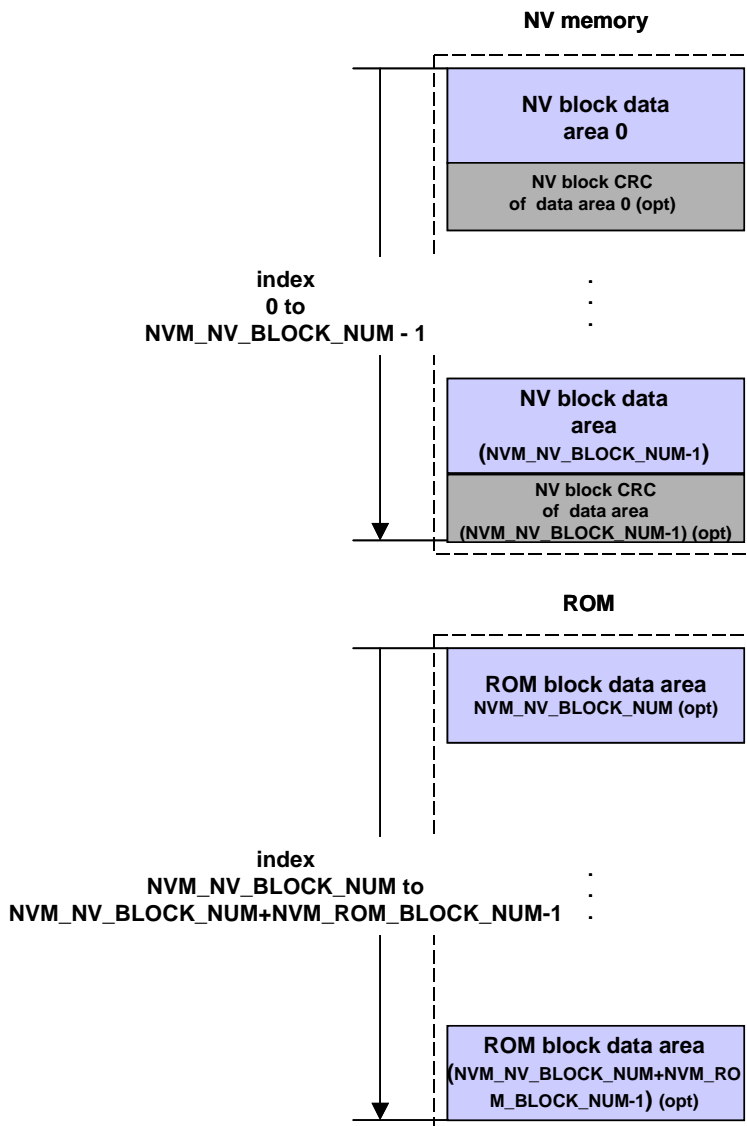 NV memory
NV block data
area 0
NV block CRC
of data area 0 (opt)
index
0 to
NVM_NV_BLOCK_NUM - 1
NV block data
area
(NVM_NV_BLOCK_NUM-1)
NV block CRC
of data area
(NVM_NV_BLOCK_NUM-1) (opt)
ROM
ROM block data area
NVM_NV_BLOCK_NUM (opt)
index
NVM_NV_BLOCK_NUM to
NVM_NV_BLOCK_NUM+NVM_ROM_BLOCK_NUM-1
ROM block data area
(NVM_NV_BLOCK_NUM+NVM_RO
M_BLOCK_NUM-1) (opt)